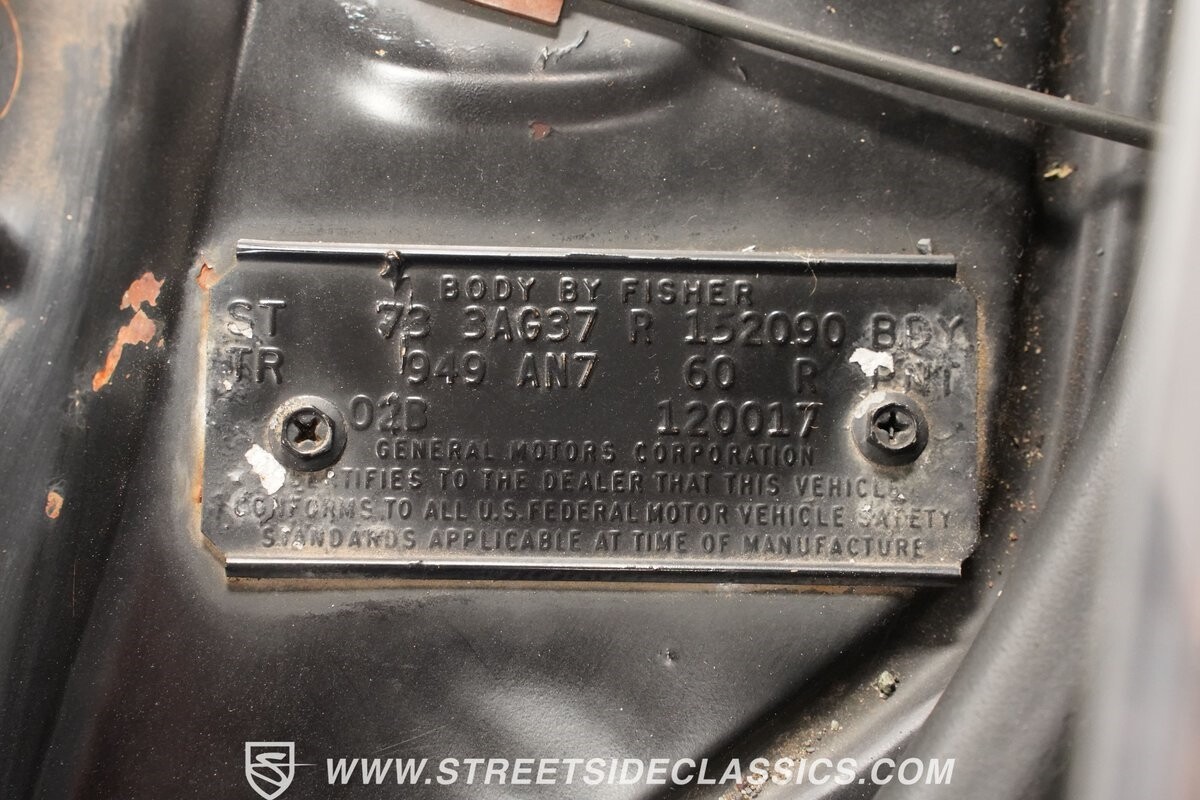 BODY BY FISHER
ST 73 3AG37 R 152090 BDY
TR 949 AN7 60 R PNT
02B 120017
GENERAL MOTORS CORPORATION
CERTIFIES TO THE DEALER THAT THIS VEHICLE
CONFORMS TO ALL U.S. FEDERAL MOTOR VEHICLE SAFETY
STANDARDS APPLICABLE AT TIME OF MANUFACTURE
WWW.STREETSIDECLASSICS.COM